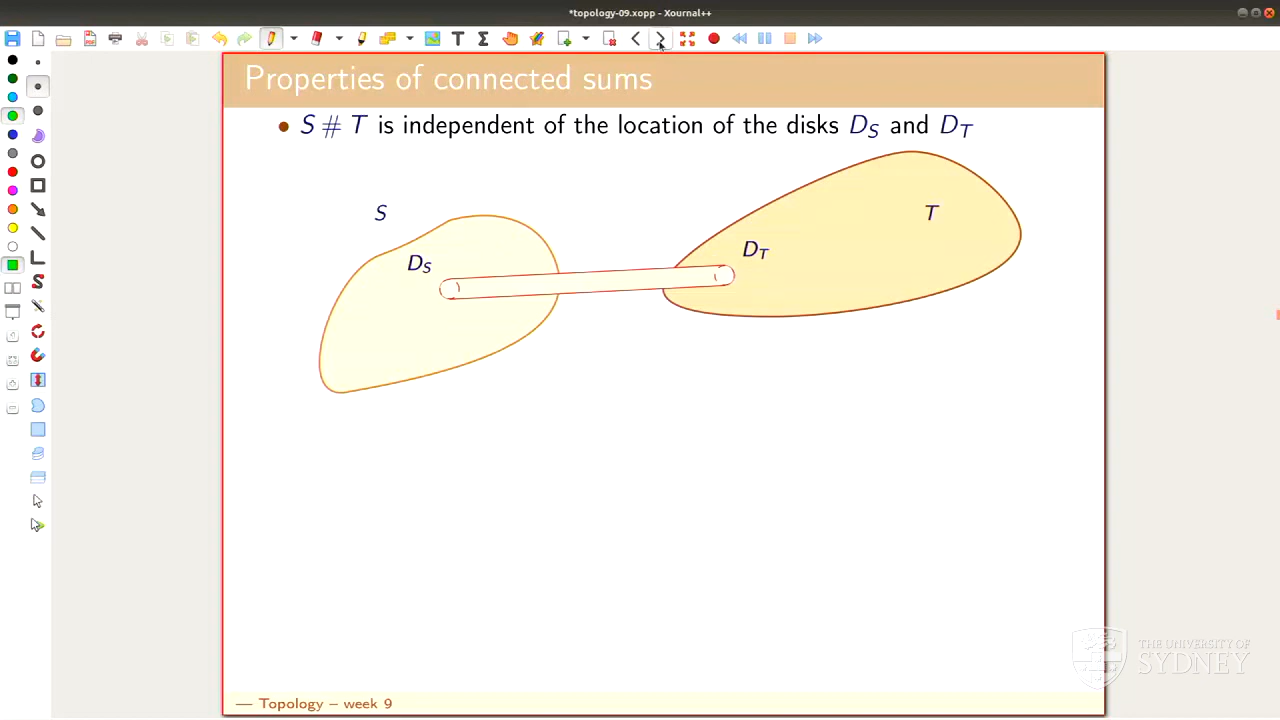 *topology-09.xopp - Xournal++
Properties of connected sums
• S # T is independent of the location of the disks D_S and D_T
S
T
D_S
D_T
THE UNIVERSITY OF
SYDNEY
— Topology – week 9